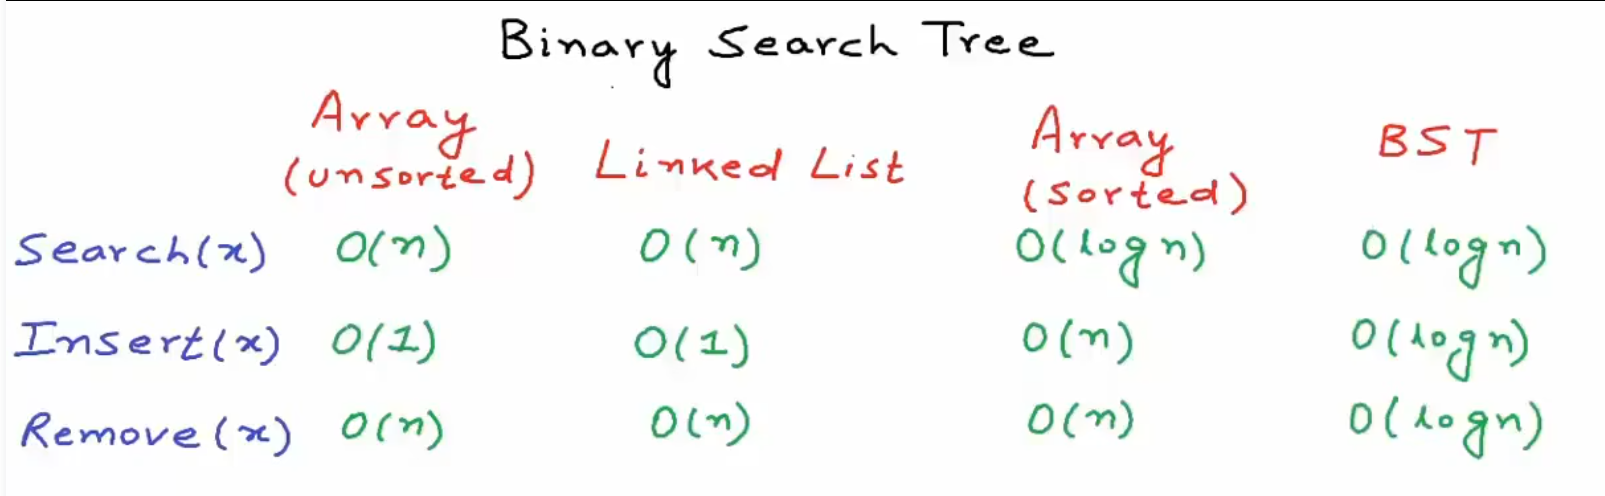 Binary Search Tree
Array (unsorted) Linked List Array (sorted) BST
Search(x) O(n) O(n) O(log n) O(log n)
Insert(x) O(1) O(1) O(n) O(log n)
Remove(x) O(n) O(n) O(n) O(log n)